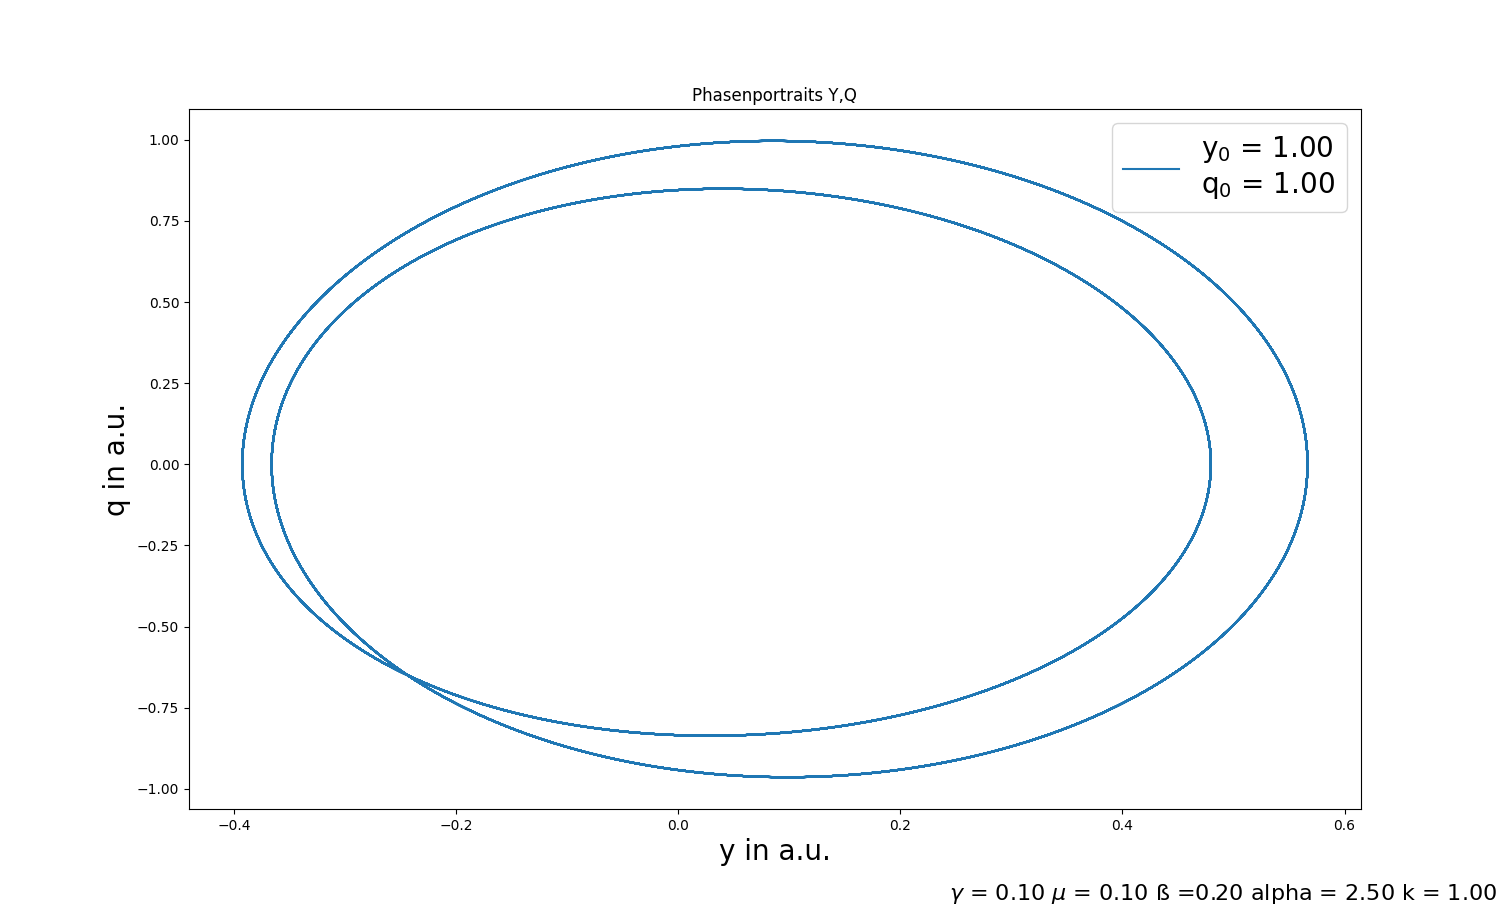 Phasenportraits Y,Q
y₀ = 1.00
q₀ = 1.00
1.00
0.75
0.50
0.25
0.00
−0.25
−0.50
−0.75
−1.00
q in a.u.
−0.4
−0.2
0.0
0.2
0.4
0.6
y in a.u.
γ = 0.10 μ = 0.10 ß =0.20 alpha = 2.50 k = 1.00